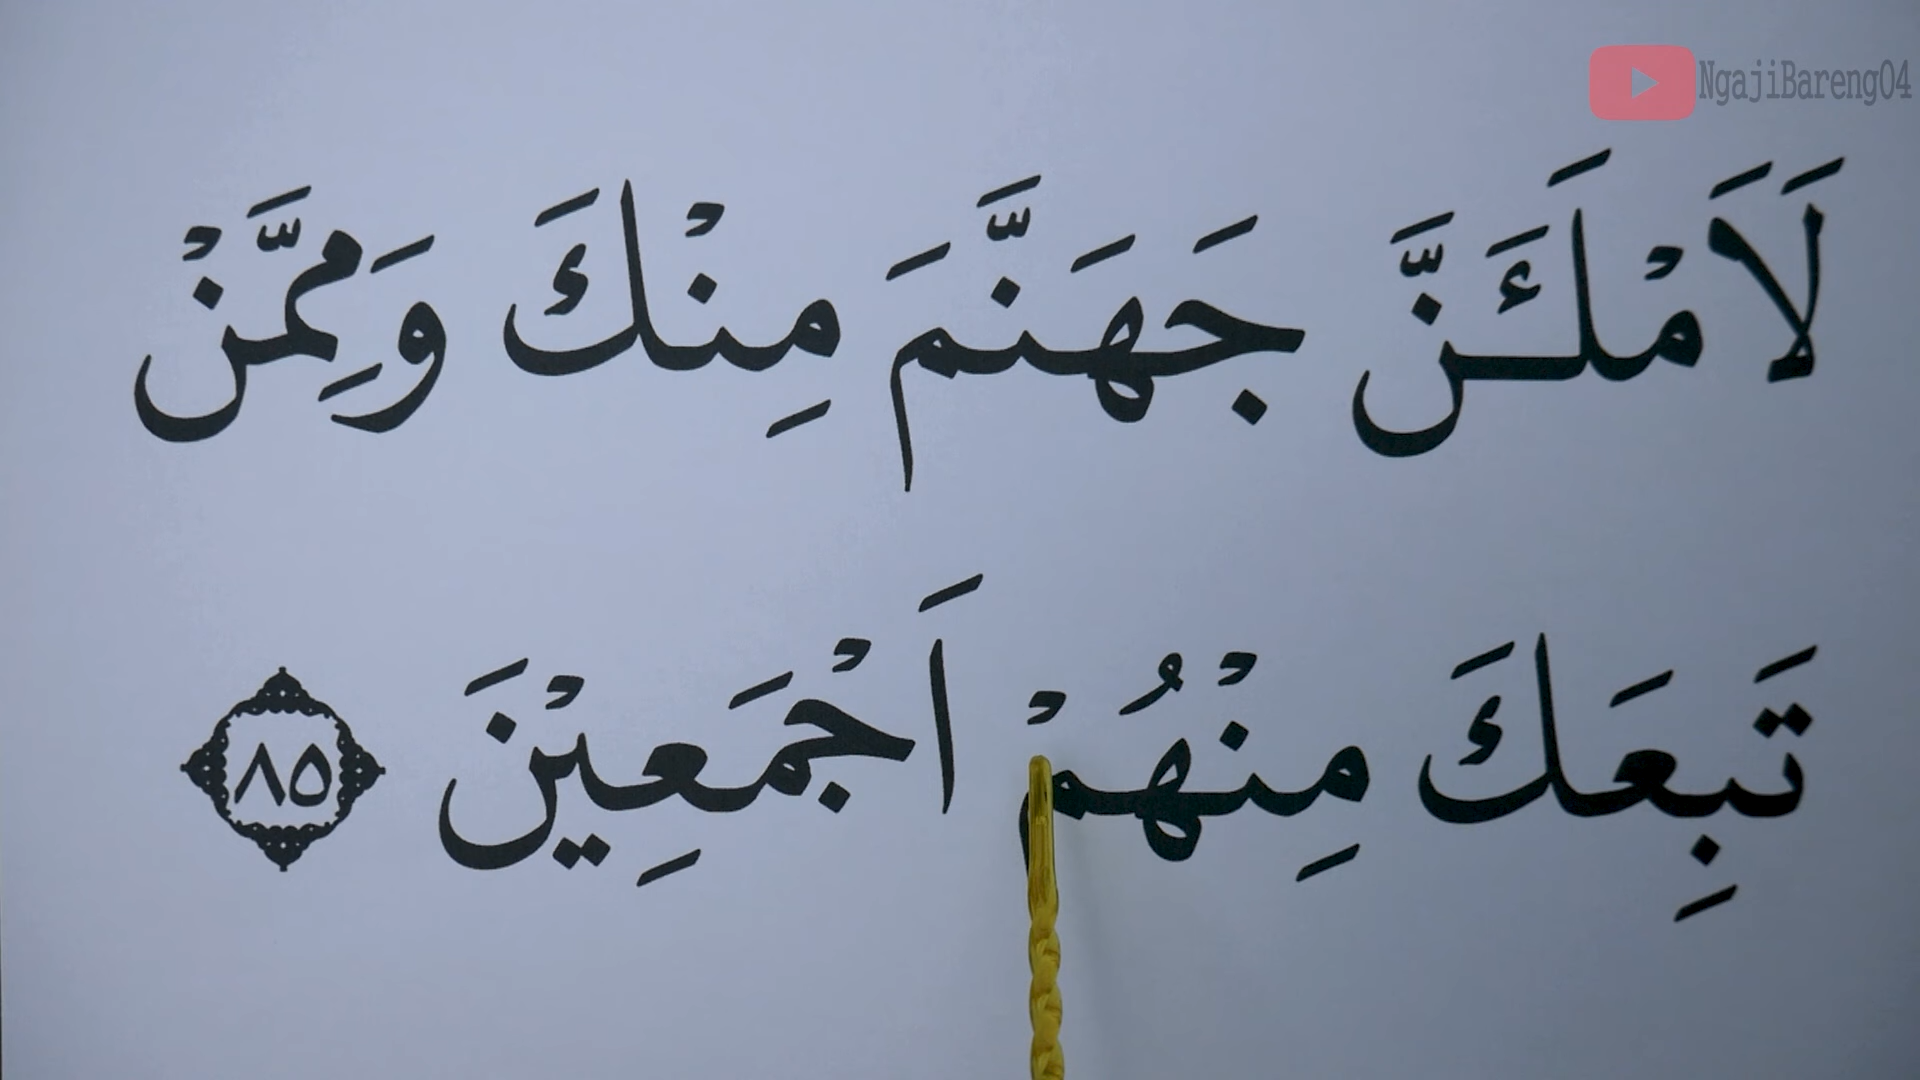 NgajiBareng04
لَاَمْلَـَٔنَّ جَهَنَّمَ مِنْكَ وَمِمَّنْ
تَبِعَكَ مِنْهُمْ اَجْمَعِيْنَ ٨٥